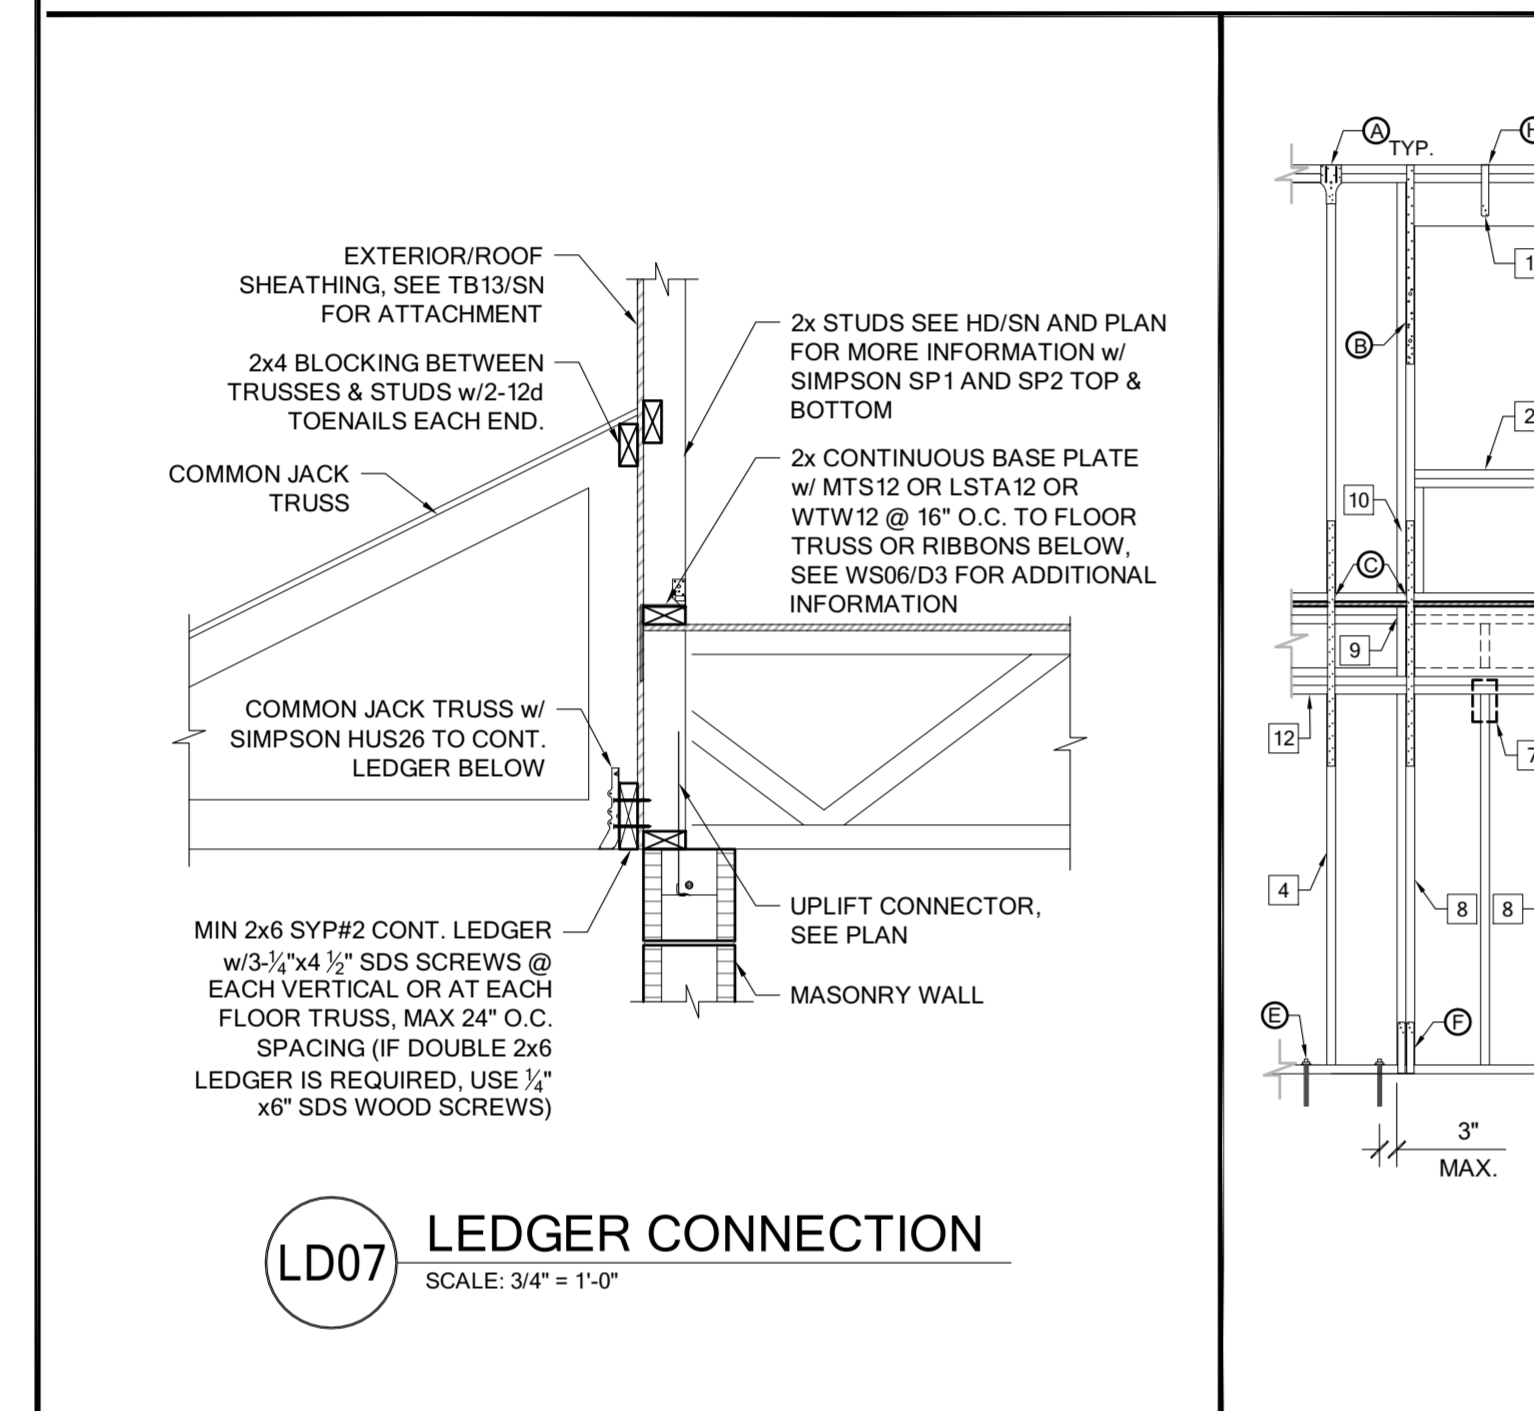 EXTERIOR/ROOF
SHEATHING, SEE TB13/SN
FOR ATTACHMENT
2x4 BLOCKING BETWEEN
TRUSSES & STUDS w/2-12d
TOENAILS EACH END.
COMMON JACK
TRUSS
COMMON JACK TRUSS w/
SIMPSON HUS26 TO CONT.
LEDGER BELOW
MIN 2x6 SYP#2 CONT. LEDGER
w/3-¼"x4 ½" SDS SCREWS @
EACH VERTICAL OR AT EACH
FLOOR TRUSS, MAX 24" O.C.
SPACING (IF DOUBLE 2x6
LEDGER IS REQUIRED, USE ¼"
x6" SDS WOOD SCREWS)
2x STUDS SEE HD/SN AND PLAN
FOR MORE INFORMATION w/
SIMPSON SP1 AND SP2 TOP &
BOTTOM
2x CONTINUOUS BASE PLATE
w/ MTS12 OR LSTA12 OR
WTW12 @ 16" O.C. TO FLOOR
TRUSS OR RIBBONS BELOW,
SEE WS06/D3 FOR ADDITIONAL
INFORMATION
UPLIFT CONNECTOR,
SEE PLAN
MASONRY WALL
LD07
LEDGER CONNECTION
SCALE: 3/4" = 1'-0"
A
TYP.
H
1
B
2
10
C
9
12
7
4
8
8
E
F
3"
MAX.